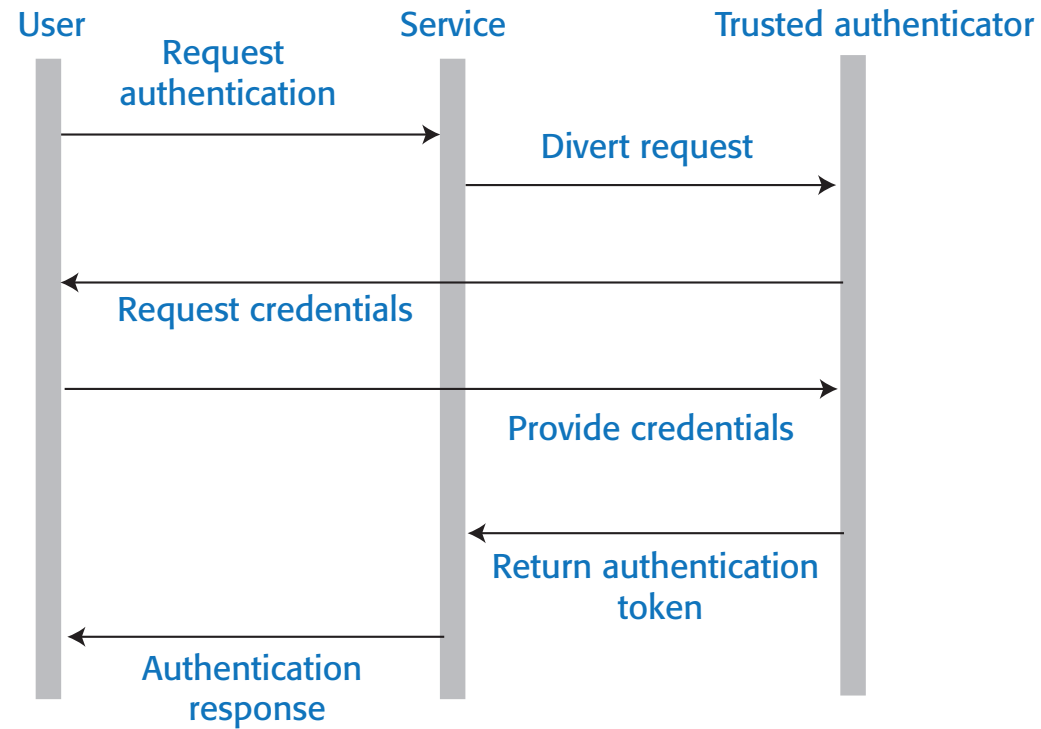 User
Service
Trusted authenticator
Request
authentication
Divert request
Request credentials
Provide credentials
Return authentication
token
Authentication
response